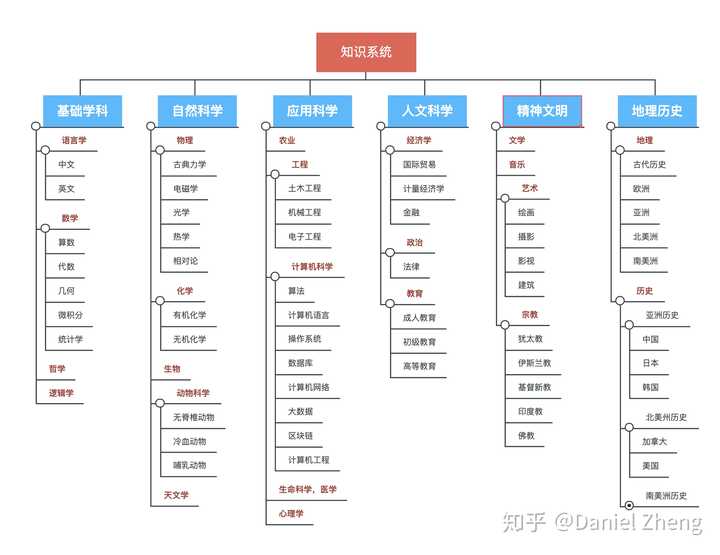 知识系统
基础学科
语言学
中文
英文
数学
算数
代数
几何
微积分
统计学
哲学
逻辑学
自然科学
物理
古典力学
电磁学
光学
热学
相对论
化学
有机化学
无机化学
生物
动物科学
无脊椎动物
冷血动物
哺乳动物
天文学
应用科学
农业
工程
土木工程
机械工程
电子工程
计算机科学
算法
计算机语言
操作系统
数据库
计算机网络
大数据
区块链
计算机工程
生命科学，医学
心理学
人文科学
经济学
国际贸易
计量经济学
金融
政治
法律
教育
成人教育
初级教育
高等教育
精神文明
文学
音乐
艺术
绘画
摄影
影视
建筑
宗教
犹太教
伊斯兰教
基督新教
印度教
佛教
地理历史
地理
古代历史
欧洲
亚洲
北美洲
南美洲
历史
亚洲历史
中国
日本
韩国
北美州历史
加拿大
美国
南美洲历史
知乎 @Daniel Zheng